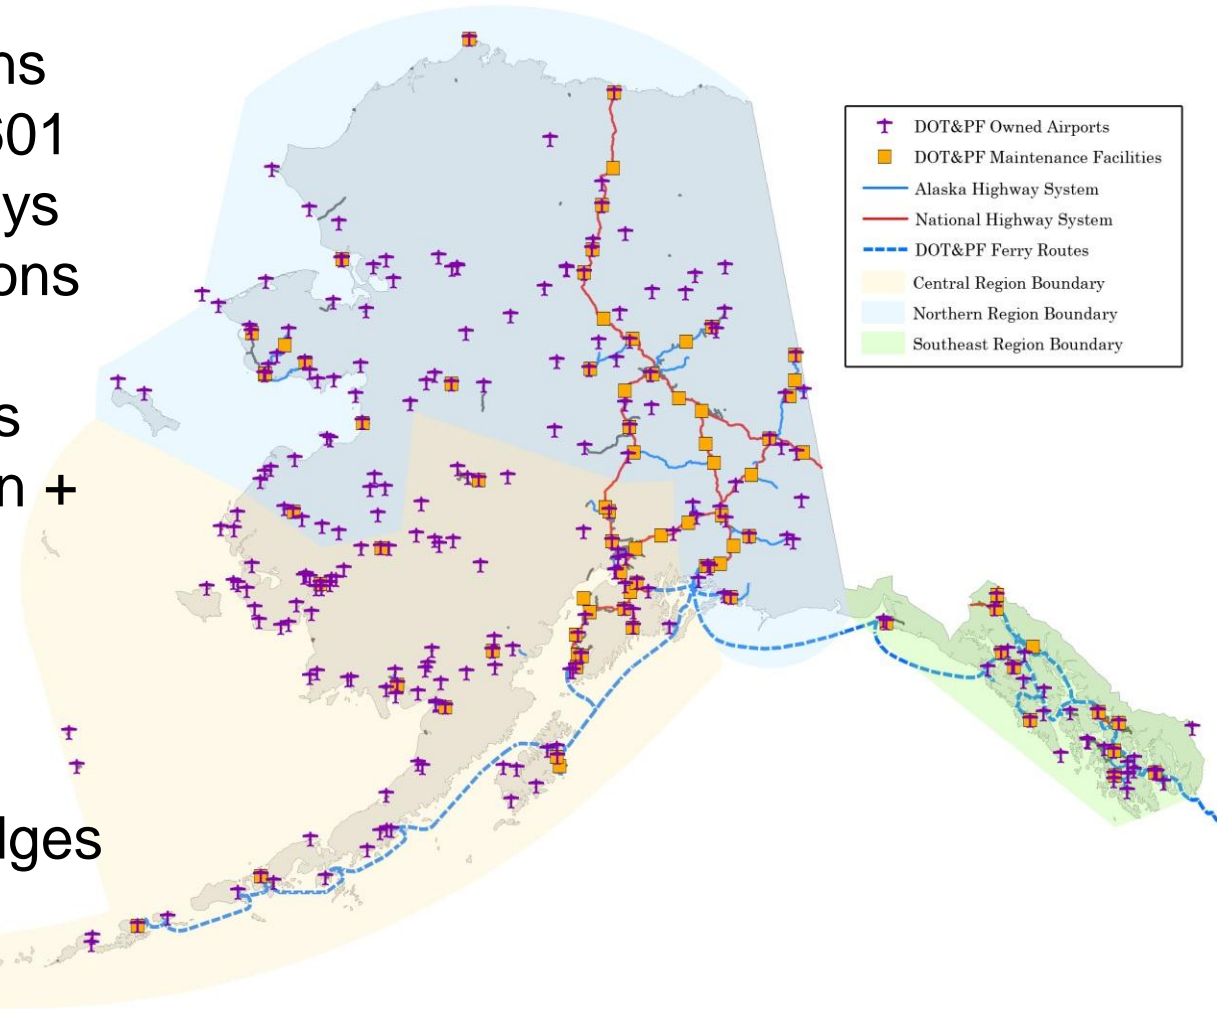 ns
601
ys
ons
s
n +
dges
DOT&PF Owned Airports
DOT&PF Maintenance Facilities
Alaska Highway System
National Highway System
DOT&PF Ferry Routes
Central Region Boundary
Northern Region Boundary
Southeast Region Boundary